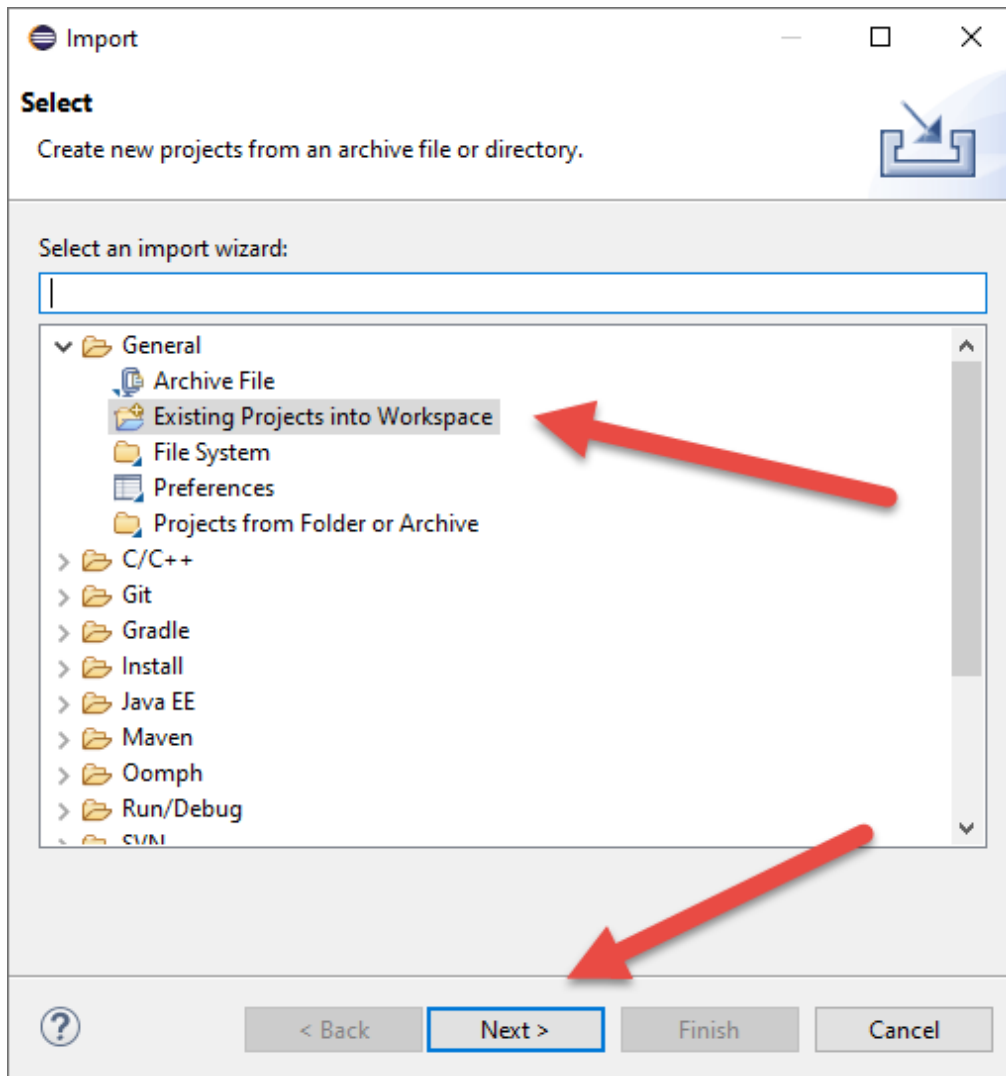 Import
Select
Create new projects from an archive file or directory.
Select an import wizard:
General
Archive File
Existing Projects into Workspace
File System
Preferences
Projects from Folder or Archive
C/C++
Git
Gradle
Install
Java EE
Maven
Oomph
Run/Debug
SVN
?
< Back Next > Finish Cancel